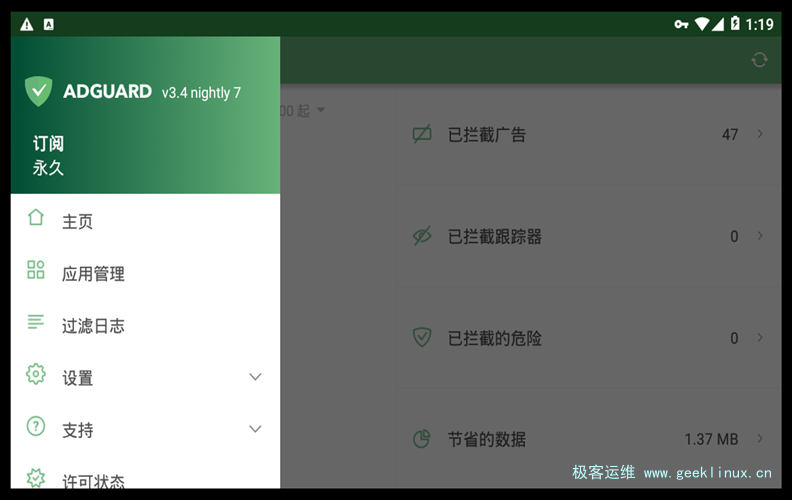 1:19
ADGUARD v3.4 nightly 7
订阅
永久
主页
应用管理
过滤日志
设置
支持
许可状态
00 起
已拦截广告 47
已拦截跟踪器 0
已拦截的危险 0
节省的数据 1.37 MB
极客运维 www.geeklinux.cn